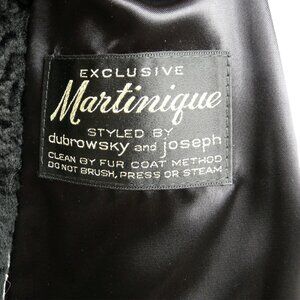 EXCLUSIVE
Martinique
STYLED BY
dubrowsky and joseph
CLEAN BY FUR COAT METHOD
DO NOT BRUSH, PRESS OR STEAM